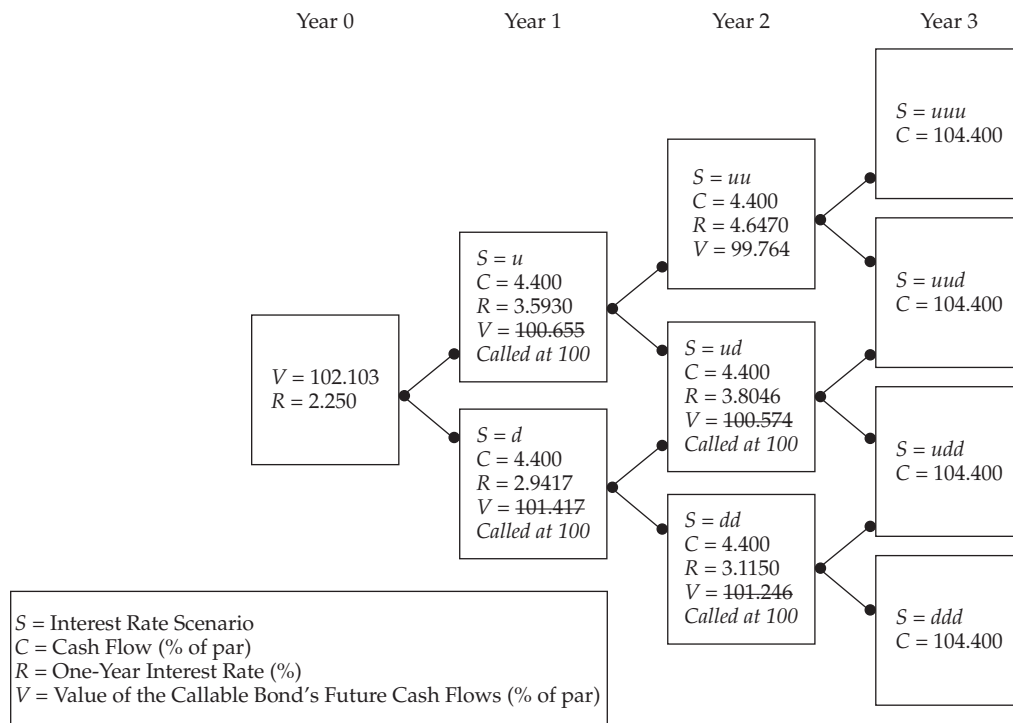 Year 0 Year 1 Year 2 Year 3
V = 102.103
R = 2.250
S = u
C = 4.400
R = 3.5930
V = 100.655
Called at 100
S = d
C = 4.400
R = 2.9417
V = 101.417
Called at 100
S = uu
C = 4.400
R = 4.6470
V = 99.764
S = ud
C = 4.400
R = 3.8046
V = 100.574
Called at 100
S = dd
C = 4.400
R = 3.1150
V = 101.246
Called at 100
S = uuu
C = 104.400
S = uud
C = 104.400
S = udd
C = 104.400
S = ddd
C = 104.400
S = Interest Rate Scenario
C = Cash Flow (% of par)
R = One-Year Interest Rate (%)
V = Value of the Callable Bond's Future Cash Flows (% of par)